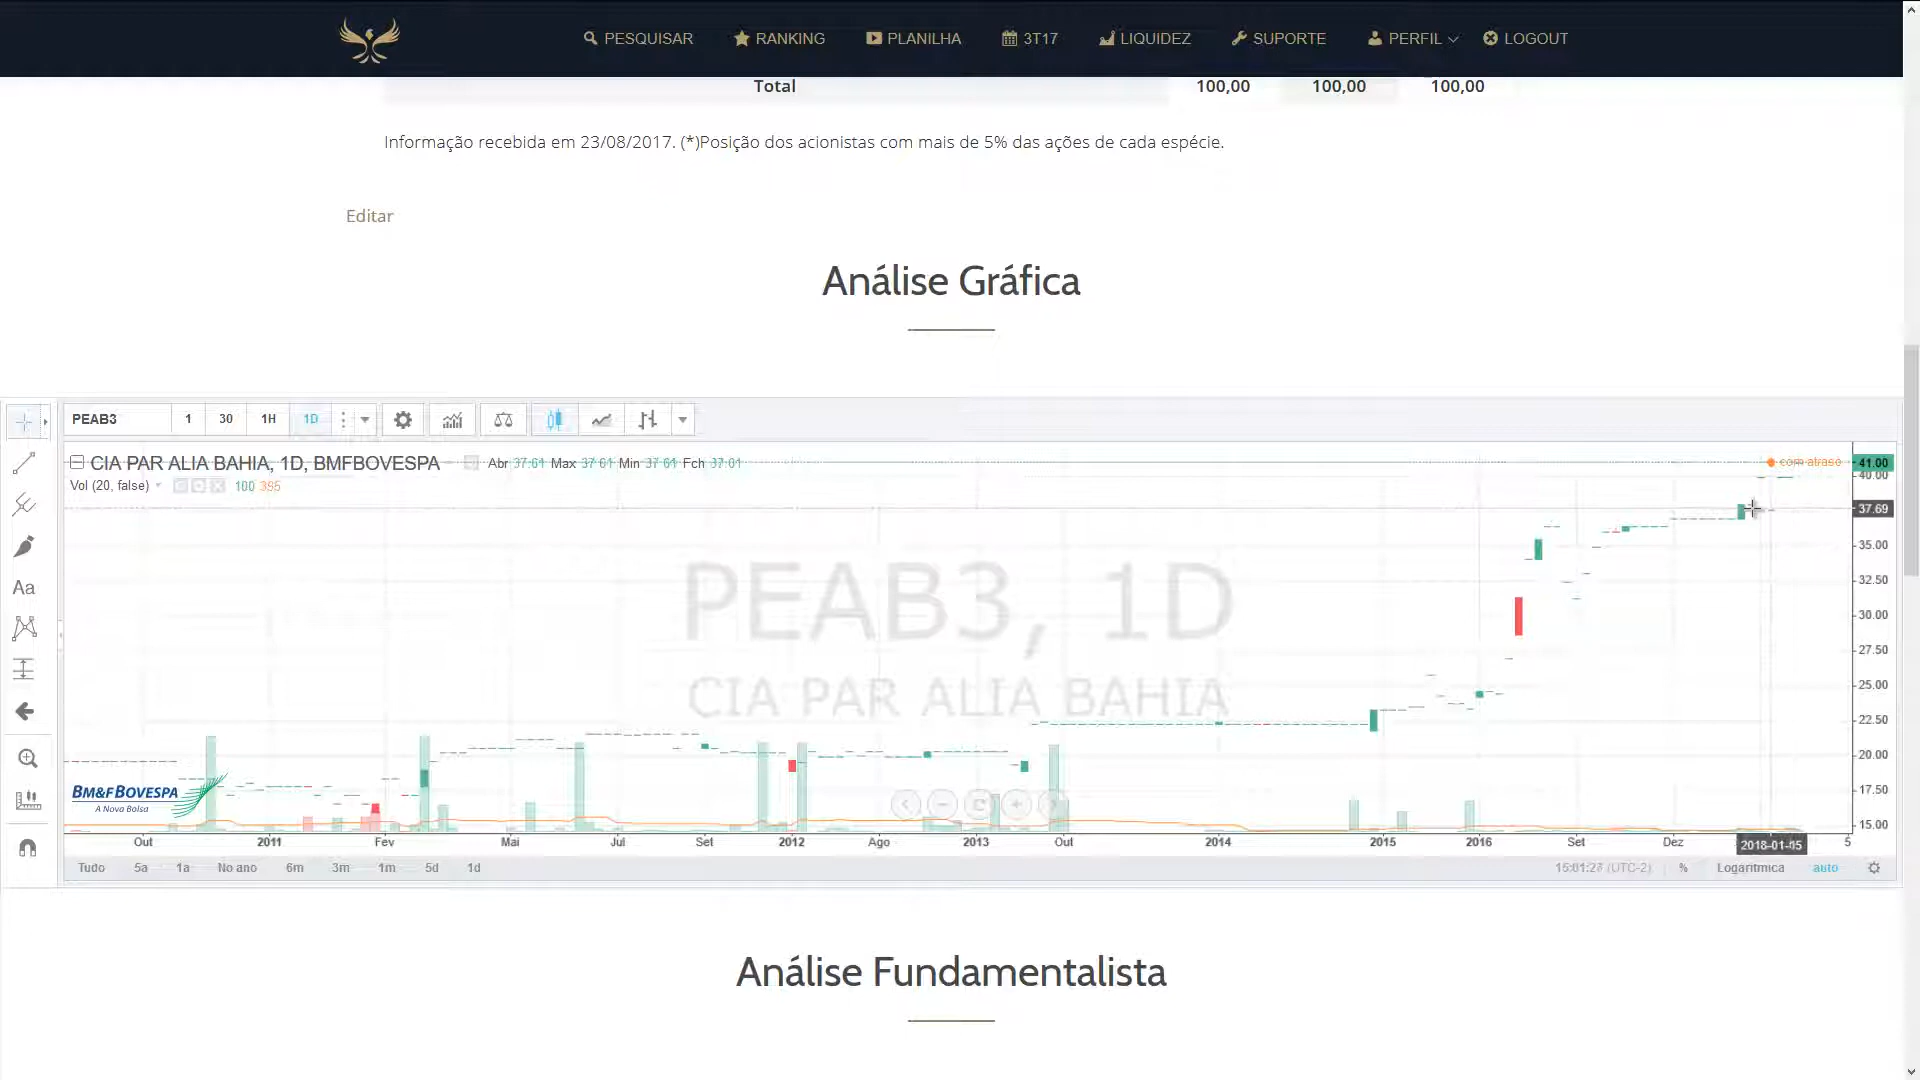 PESQUISAR RANKING PLANILHA 3T17 LIQUIDEZ SUPORTE PERFIL LOGOUT
Total 100,00 100,00 100,00
Informação recebida em 23/08/2017. (*)Posição dos acionistas com mais de 5% das ações de cada espécie.
Editar
Análise Gráfica
PEAB3 1 30 1H 1D
CIA PAR ALIA BAHIA, 1D, BMFBOVESPA Abr 37.61 Max 37.61 Min 37.61 Fch 37.61 com atraso 41.00
40.00
Vol (20, false) 100 395
37.69
35.00
Aa
32.50
PEAB3, 1D
30.00
27.50
CIA PAR ALIA BAHIA
25.00
22.50
20.00
BM&FBOVESPA
A Nova Bolsa
17.50
15.00
Out 2011 Fev Mai Jul Set 2012 Ago 2013 Out 2014 2015 2016 Set Dez 2018-01-05 5
Tudo 5a 1a No ano 6m 3m 1m 5d 1d 15:01:27 (UTC-2) % Logarítmica auto
Análise Fundamentalista